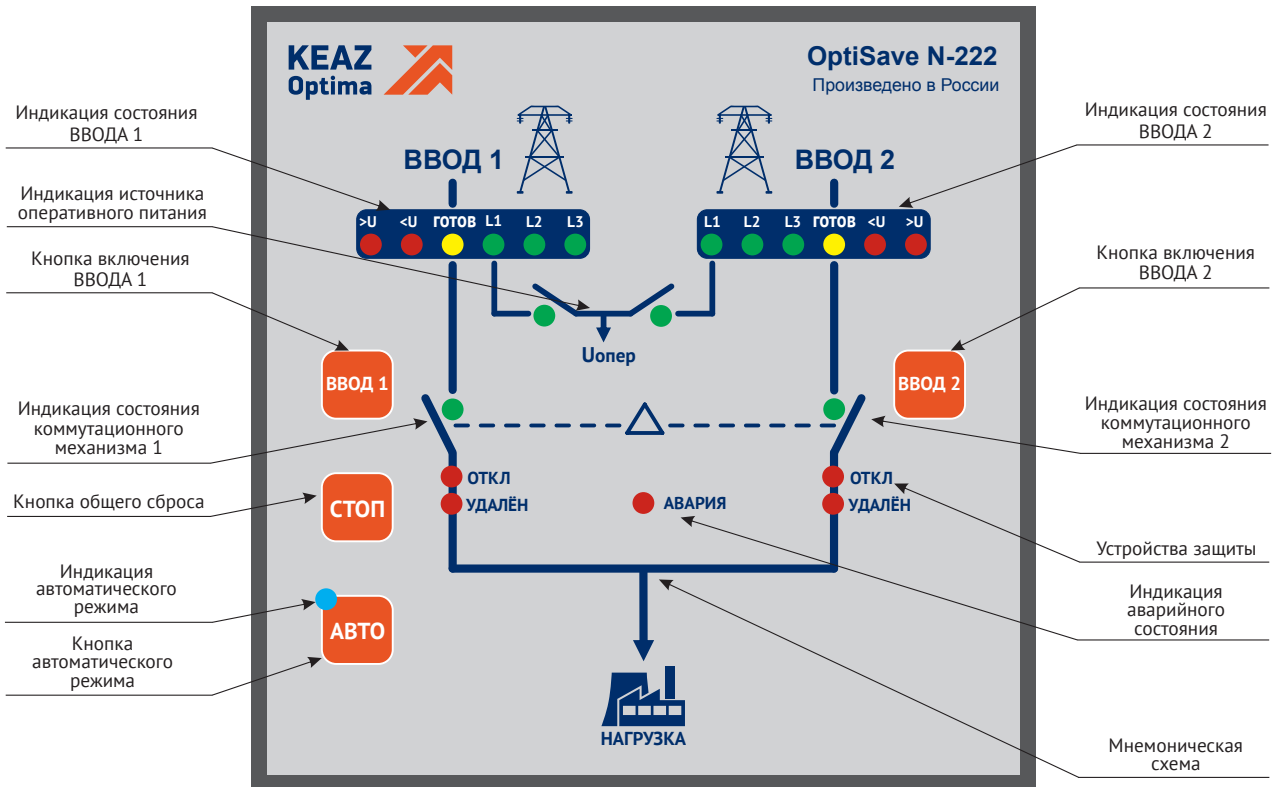 KEAZ
Optima
OptiSave N-222
Произведено в России
Индикация состояния
ВВОДА 1
Индикация источника
оперативного питания
Кнопка включения
ВВОДА 1
Индикация состояния
коммутационного
механизма 1
Кнопка общего сброса
Индикация
автоматического
режима
Кнопка
автоматического
режима
ВВОД 1
ВВОД 2
>U <U ГОТОВ L1 L2 L3
L1 L2 L3 ГОТОВ <U >U
Uопер
ВВОД 1
ВВОД 2
СТОП
АВТО
ОТКЛ
УДАЛЁН
АВАРИЯ
ОТКЛ
УДАЛЁН
НАГРУЗКА
Индикация состояния
ВВОДА 2
Кнопка включения
ВВОДА 2
Индикация состояния
коммутационного
механизма 2
Устройства защиты
Индикация
аварийного
состояния
Мнемоническая
схема